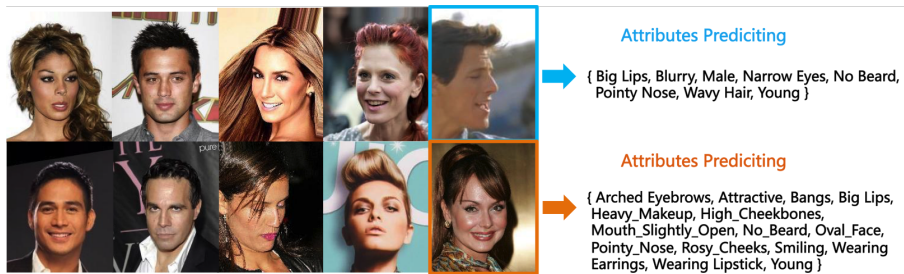 Attributes Prediciting
{ Big Lips, Blurry, Male, Narrow Eyes, No Beard,
Pointy Nose, Wavy Hair, Young }
pure
Attributes Prediciting
{ Arched Eyebrows, Attractive, Bangs, Big Lips,
Heavy_Makeup, High_Cheekbones,
Mouth_Slightly_Open, No_Beard, Oval_Face,
Pointy_Nose, Rosy_Cheeks, Smiling, Wearing
Earrings, Wearing Lipstick, Young }